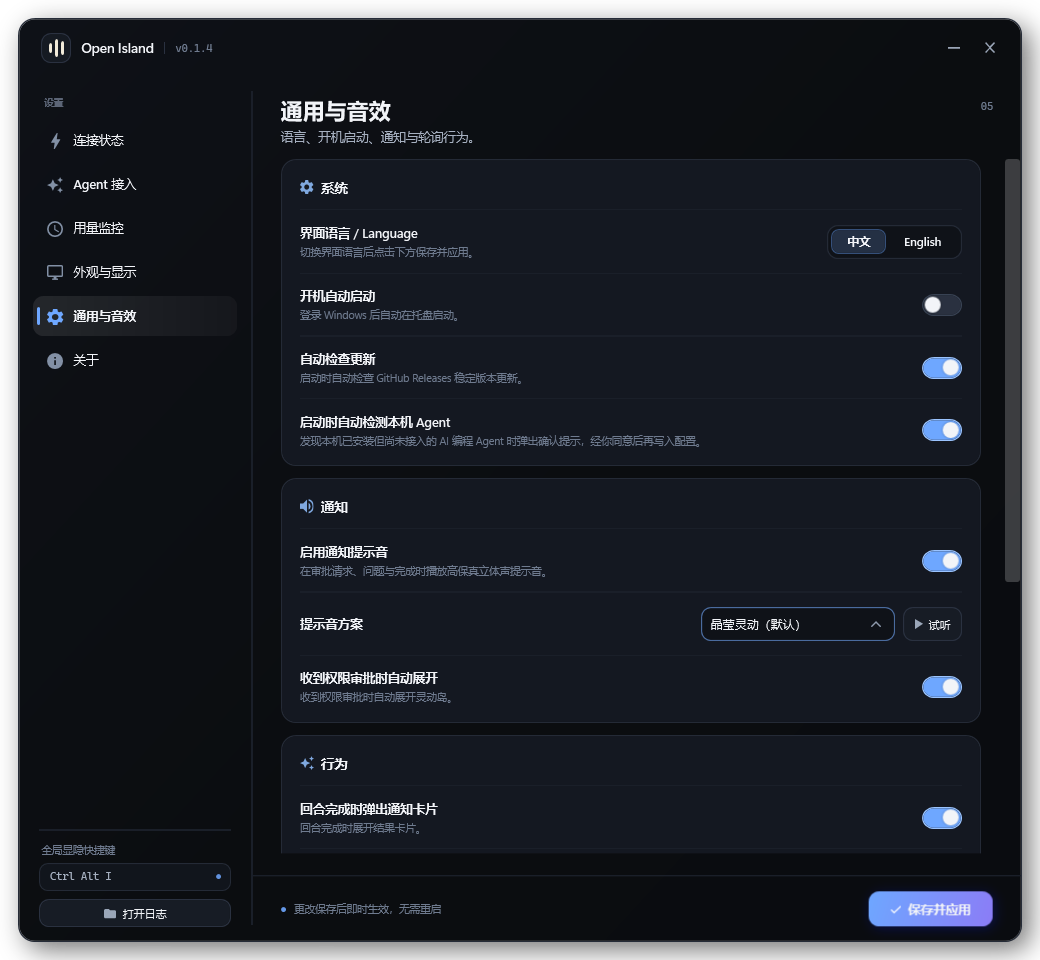 Open Island
v0.1.4
设置
连接状态
Agent 接入
用量监控
外观与显示
通用与音效
关于
全局显隐快捷键
Ctrl Alt I
打开日志
通用与音效
05
语言、开机启动、通知与轮询行为。
系统
界面语言 / Language
切换界面语言后点击下方保存并应用。
中文
English
开机自动启动
登录 Windows 后自动在托盘启动。
自动检查更新
启动时自动检查 GitHub Releases 稳定版本更新。
启动时自动检测本机 Agent
发现本机已安装但尚未接入的 AI 编程 Agent 时弹出确认提示，经你同意后再写入配置。
通知
启用通知提示音
在审批请求、问题与完成时播放高保真立体声提示音。
提示音方案
晶莹灵动（默认）
试听
收到权限审批时自动展开
收到权限审批时自动展开灵动岛。
行为
回合完成时弹出通知卡片
回合完成时展开结果卡片。
更改保存后即时生效，无需重启
保存并应用